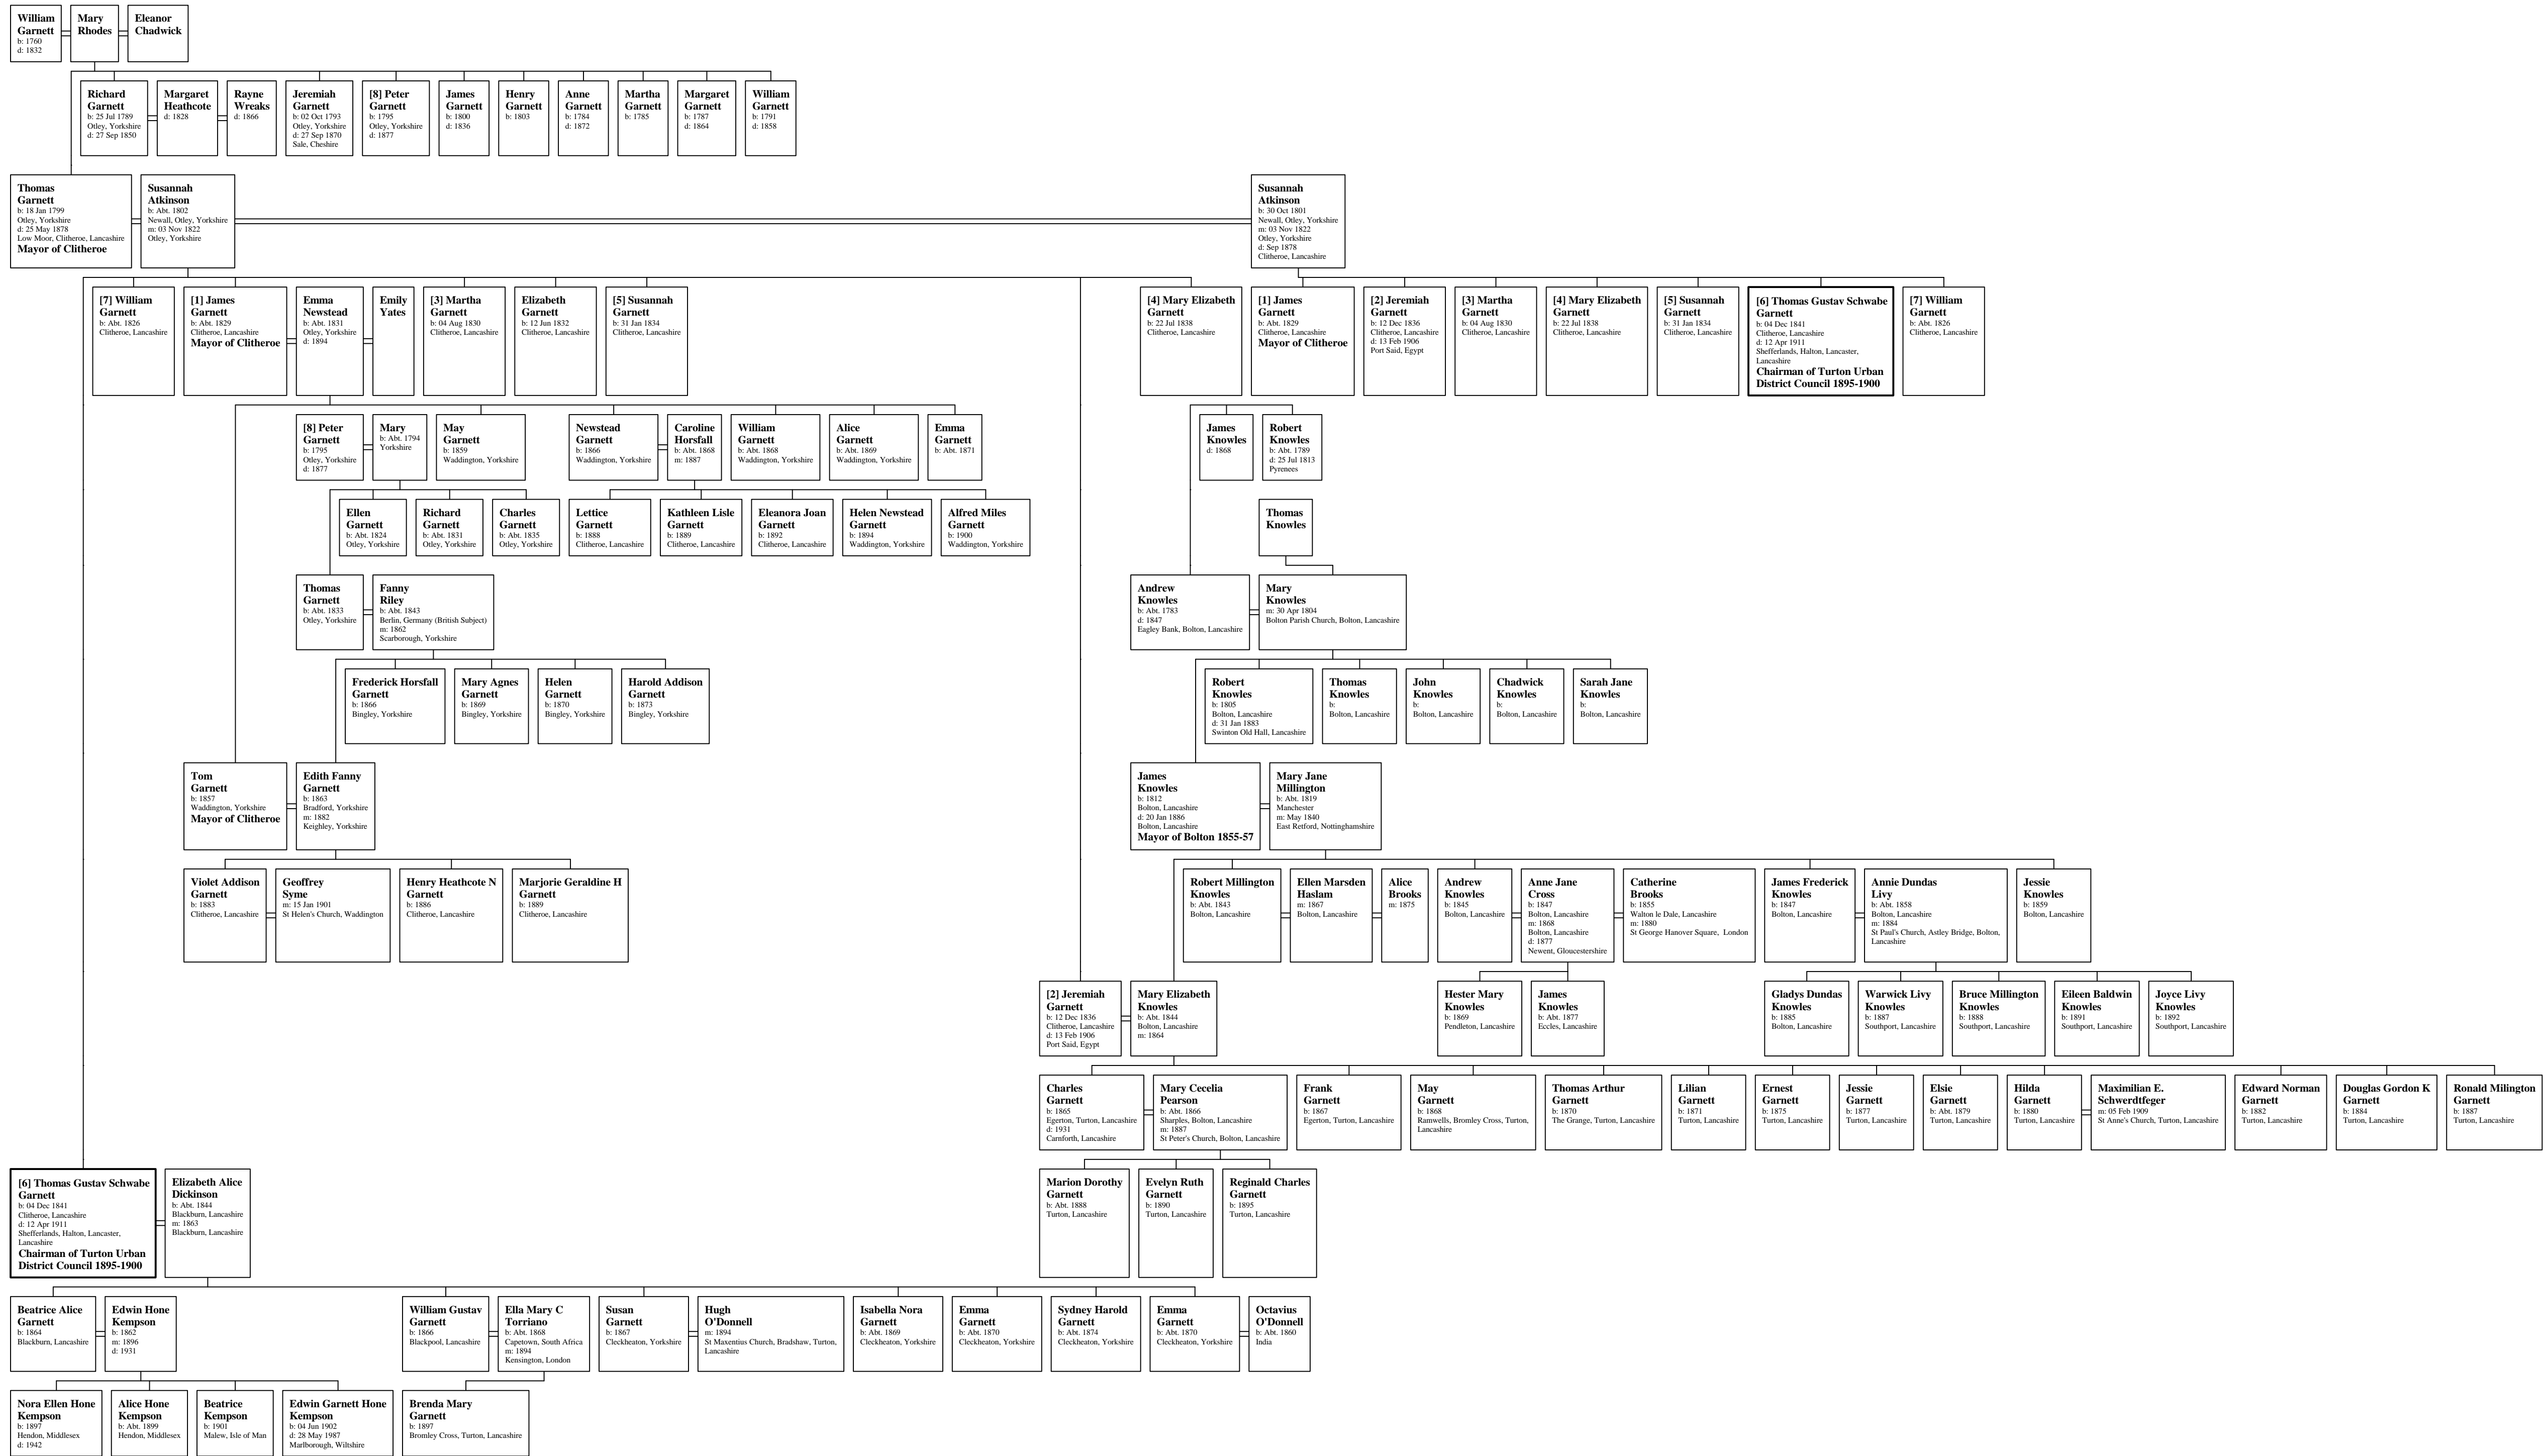 William
Garnett
b: 1760
d: 1832
Mary
Rhodes
Eleanor
Chadwick
Richard
Garnett
b: 25 Jul 1789
Otley, Yorkshire
d: 27 Sep 1850
Margaret
Heathcote
d: 1828
Rayne
Wreaks
d: 1866
Jeremiah
Garnett
b: 02 Oct 1793
Otley, Yorkshire
d: 27 Sep 1870
Sale, Cheshire
[8] Peter
Garnett
b: 1795
Otley, Yorkshire
d: 1877
James
Garnett
b: 1800
d: 1836
Henry
Garnett
b: 1803
Anne
Garnett
b: 1784
d: 1872
Martha
Garnett
b: 1785
Margaret
Garnett
b: 1787
d: 1864
William
Garnett
b: 1791
d: 1858
Thomas
Garnett
b: 18 Jan 1799
Otley, Yorkshire
d: 25 May 1878
Low Moor, Clitheroe, Lancashire
Mayor of Clitheroe
Susannah
Atkinson
b: Abt. 1802
Newall, Otley, Yorkshire
m: 03 Nov 1822
Otley, Yorkshire
Susannah
Atkinson
b: 30 Oct 1801
Newall, Otley, Yorkshire
m: 03 Nov 1822
Otley, Yorkshire
d: Sep 1878
Clitheroe, Lancashire
[7] William
Garnett
b: Abt. 1826
Clitheroe, Lancashire
[1] James
Garnett
b: Abt. 1829
Clitheroe, Lancashire
Mayor of Clitheroe
Emma
Newstead
b: Abt. 1831
Otley, Yorkshire
d: 1894
Emily
Yates
[3] Martha
Garnett
b: 04 Aug 1830
Clitheroe, Lancashire
Elizabeth
Garnett
b: 12 Jun 1832
Clitheroe, Lancashire
[5] Susannah
Garnett
b: 31 Jan 1834
Clitheroe, Lancashire
[4] Mary Elizabeth
Garnett
b: 22 Jul 1838
Clitheroe, Lancashire
[1] James
Garnett
b: Abt. 1829
Clitheroe, Lancashire
Mayor of Clitheroe
[2] Jeremiah
Garnett
b: 12 Dec 1836
Clitheroe, Lancashire
d: 13 Feb 1906
Port Said, Egypt
[3] Martha
Garnett
b: 04 Aug 1830
Clitheroe, Lancashire
[4] Mary Elizabeth
Garnett
b: 22 Jul 1838
Clitheroe, Lancashire
[5] Susannah
Garnett
b: 31 Jan 1834
Clitheroe, Lancashire
[6] Thomas Gustav Schwabe
Garnett
b: 04 Dec 1841
Clitheroe, Lancashire
d: 12 Apr 1911
Shefferlands, Halton, Lancaster,
Lancashire
Chairman of Turton Urban
District Council 1895-1900
[7] William
Garnett
b: Abt. 1826
Clitheroe, Lancashire
[8] Peter
Garnett
b: 1795
Otley, Yorkshire
d: 1877
Mary
b: Abt. 1794
Yorkshire
May
Garnett
b: 1859
Waddington, Yorkshire
Newstead
Garnett
b: 1866
Waddington, Yorkshire
Caroline
Horsfall
b: Abt. 1868
m: 1887
William
Garnett
b: Abt. 1868
Waddington, Yorkshire
Alice
Garnett
b: Abt. 1869
Waddington, Yorkshire
Emma
Garnett
b: Abt. 1871
James
Knowles
d: 1868
Robert
Knowles
b: Abt. 1789
d: 25 Jul 1813
Pyrenees
Ellen
Garnett
b: Abt. 1824
Otley, Yorkshire
Richard
Garnett
b: Abt. 1831
Otley, Yorkshire
Charles
Garnett
b: Abt. 1835
Otley, Yorkshire
Lettice
Garnett
b: 1888
Clitheroe, Lancashire
Kathleen Lisle
Garnett
b: 1889
Clitheroe, Lancashire
Eleanora Joan
Garnett
b: 1892
Clitheroe, Lancashire
Helen Newstead
Garnett
b: 1894
Waddington, Yorkshire
Alfred Miles
Garnett
b: 1900
Waddington, Yorkshire
Thomas
Knowles
Thomas
Garnett
b: Abt. 1833
Otley, Yorkshire
Fanny
Riley
b: Abt. 1843
Berlin, Germany (British Subject)
m: 1862
Scarborough, Yorkshire
Andrew
Knowles
b: Abt. 1783
d: 1847
Eagley Bank, Bolton, Lancashire
Mary
Knowles
m: 30 Apr 1804
Bolton Parish Church, Bolton, Lancashire
Frederick Horsfall
Garnett
b: 1866
Bingley, Yorkshire
Mary Agnes
Garnett
b: 1869
Bingley, Yorkshire
Helen
Garnett
b: 1870
Bingley, Yorkshire
Harold Addison
Garnett
b: 1873
Bingley, Yorkshire
Robert
Knowles
b: 1805
Bolton, Lancashire
d: 31 Jan 1883
Swinton Old Hall, Lancashire
Thomas
Knowles
b:
Bolton, Lancashire
John
Knowles
b:
Bolton, Lancashire
Chadwick
Knowles
b:
Bolton, Lancashire
Sarah Jane
Knowles
b:
Bolton, Lancashire
Tom
Garnett
b: 1857
Waddington, Yorkshire
Mayor of Clitheroe
Edith Fanny
Garnett
b: 1863
Bradford, Yorkshire
m: 1882
Keighley, Yorkshire
James
Knowles
b: 1812
Bolton, Lancashire
d: 20 Jan 1886
Bolton, Lancashire
Mayor of Bolton 1855-57
Mary Jane
Millington
b: Abt. 1819
Manchester
m: May 1840
East Retford, Nottinghamshire
Violet Addison
Garnett
b: 1883
Clitheroe, Lancashire
Geoffrey
Syme
m: 15 Jan 1901
St Helen's Church, Waddington
Henry Heathcote N
Garnett
b: 1886
Clitheroe, Lancashire
Marjorie Geraldine H
Garnett
b: 1889
Clitheroe, Lancashire
Robert Millington
Knowles
b: Abt. 1843
Bolton, Lancashire
Ellen Marsden
Haslam
m: 1867
Bolton, Lancashire
Alice
Brooks
m: 1875
Andrew
Knowles
b: 1845
Bolton, Lancashire
Anne Jane
Cross
b: 1847
Bolton, Lancashire
m: 1868
Bolton, Lancashire
d: 1877
Newent, Gloucestershire
Catherine
Brooks
b: 1855
Walton le Dale, Lancashire
m: 1880
St George Hanover Square, London
James Frederick
Knowles
b: 1847
Bolton, Lancashire
Annie Dundas
Livy
b: Abt. 1858
Bolton, Lancashire
m: 1884
St Paul's Church, Astley Bridge, Bolton,
Lancashire
Jessie
Knowles
b: 1859
Bolton, Lancashire
[2] Jeremiah
Garnett
b: 12 Dec 1836
Clitheroe, Lancashire
d: 13 Feb 1906
Port Said, Egypt
Mary Elizabeth
Knowles
b: Abt. 1844
Bolton, Lancashire
m: 1864
Hester Mary
Knowles
b: 1869
Pendleton, Lancashire
James
Knowles
b: Abt. 1877
Eccles, Lancashire
Gladys Dundas
Knowles
b: 1885
Bolton, Lancashire
Warwick Livy
Knowles
b: 1887
Southport, Lancashire
Bruce Millington
Knowles
b: 1888
Southport, Lancashire
Eileen Baldwin
Knowles
b: 1891
Southport, Lancashire
Joyce Livy
Knowles
b: 1892
Southport, Lancashire
Charles
Garnett
b: 1865
Egerton, Turton, Lancashire
d: 1931
Carnforth, Lancashire
Mary Cecelia
Pearson
b: Abt. 1866
Sharples, Bolton, Lancashire
m: 1887
St Peter's Church, Bolton, Lancashire
Frank
Garnett
b: 1867
Egerton, Turton, Lancashire
May
Garnett
b: 1868
Ramwells, Bromley Cross, Turton,
Lancashire
Thomas Arthur
Garnett
b: 1870
The Grange, Turton, Lancashire
Lilian
Garnett
b: 1871
Turton, Lancashire
Ernest
Garnett
b: 1875
Turton, Lancashire
Jessie
Garnett
b: 1877
Turton, Lancashire
Elsie
Garnett
b: Abt. 1879
Turton, Lancashire
Hilda
Garnett
b: 1880
Turton, Lancashire
Maximilian E.
Schwerdtfeger
m: 05 Feb 1909
St Anne's Church, Turton, Lancashire
Edward Norman
Garnett
b: 1882
Turton, Lancashire
Douglas Gordon K
Garnett
b: 1884
Turton, Lancashire
Ronald Milington
Garnett
b: 1887
Turton, Lancashire
[6] Thomas Gustav Schwabe
Garnett
b: 04 Dec 1841
Clitheroe, Lancashire
d: 12 Apr 1911
Shefferlands, Halton, Lancaster,
Lancashire
Chairman of Turton Urban
District Council 1895-1900
Elizabeth Alice
Dickinson
b: Abt. 1844
Blackburn, Lancashire
m: 1863
Blackburn, Lancashire
Marion Dorothy
Garnett
b: Abt. 1888
Turton, Lancashire
Evelyn Ruth
Garnett
b: 1890
Turton, Lancashire
Reginald Charles
Garnett
b: 1895
Turton, Lancashire
Beatrice Alice
Garnett
b: 1864
Blackburn, Lancashire
Edwin Hone
Kempson
b: 1862
m: 1896
d: 1931
William Gustav
Garnett
b: 1866
Blackpool, Lancashire
Ella Mary C
Torriano
b: Abt. 1868
Capetown, South Africa
m: 1894
Kensington, London
Susan
Garnett
b: 1867
Cleckheaton, Yorkshire
Hugh
O'Donnell
m: 1894
St Maxentius Church, Bradshaw, Turton,
Lancashire
Isabella Nora
Garnett
b: Abt. 1869
Cleckheaton, Yorkshire
Emma
Garnett
b: Abt. 1870
Cleckheaton, Yorkshire
Sydney Harold
Garnett
b: Abt. 1874
Cleckheaton, Yorkshire
Emma
Garnett
b: Abt. 1870
Cleckheaton, Yorkshire
Octavius
O'Donnell
b: Abt. 1860
India
Nora Ellen Hone
Kempson
b: 1897
Hendon, Middlesex
d: 1942
Alice Hone
Kempson
b: Abt. 1899
Hendon, Middlesex
Beatrice
Kempson
b: 1901
Malew, Isle of Man
Edwin Garnett Hone
Kempson
b: 04 Jun 1902
d: 28 May 1987
Marlborough, Wiltshire
Brenda Mary
Garnett
b: 1897
Bromley Cross, Turton, Lancashire